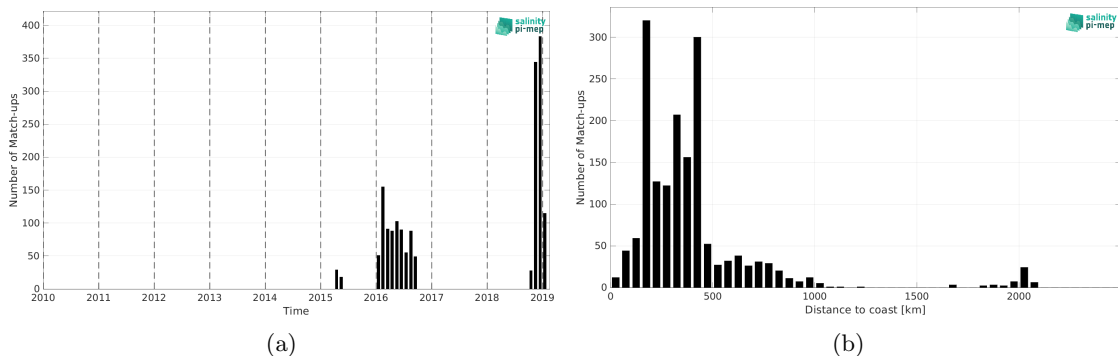 salinity
pi-mep
400
350
300
250
200
150
100
50
0
Number of Match-ups
2010 2011 2012 2013 2014 2015 2016 2017 2018 2019
Time
(a)
salinity
pi-mep
300
250
200
150
100
50
0
Number of Match-ups
0 500 1000 1500 2000
Distance to coast [km]
(b)